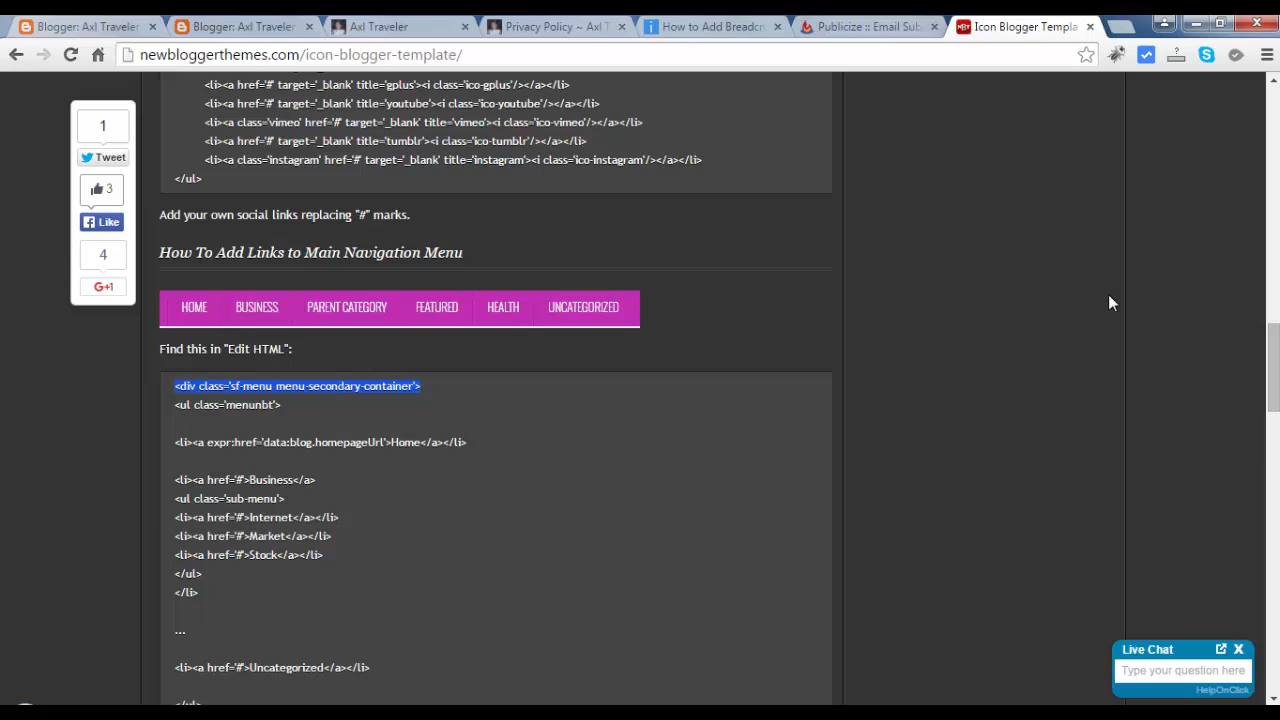 Blogger: Axl Traveler
Blogger: Axl Traveler
Axl Traveler
Privacy Policy ~ Axl T
How to Add Breadcr
Publicize :: Email Sub
Icon Blogger Templa
newbloggerthemes.com/icon-blogger-template/
<li><a href='#' target='_blank' title='gplus'><i class='ico-gplus'/></a></li>
<li><a href='#' target='_blank' title='youtube'><i class='ico-youtube'/></a></li>
<li><a class='vimeo' href='#' target='_blank' title='vimeo'><i class='ico-vimeo'/></a></li>
<li><a href='#' target='_blank' title='tumblr'><i class='ico-tumblr'/></a></li>
<li><a class='instagram' href='#' target='_blank' title='instagram'><i class='ico-instagram'/></a></li>
</ul>
1
Tweet
3
Like
4
G+1
Add your own social links replacing "#" marks.
How To Add Links to Main Navigation Menu
HOME BUSINESS PARENT CATEGORY FEATURED HEALTH UNCATEGORIZED
Find this in "Edit HTML":
<div class='sf-menu menu-secondary-container'>
<ul class='menunbt'>
<li><a expr:href='data:blog.homepageUrl'>Home</a></li>
<li><a href='#'>Business</a>
<ul class='sub-menu'>
<li><a href='#'>Internet</a></li>
<li><a href='#'>Market</a></li>
<li><a href='#'>Stock</a></li>
</ul>
</li>
...
<li><a href='#'>Uncategorized</a></li>
Live Chat
Type your question here
HelpOnClick